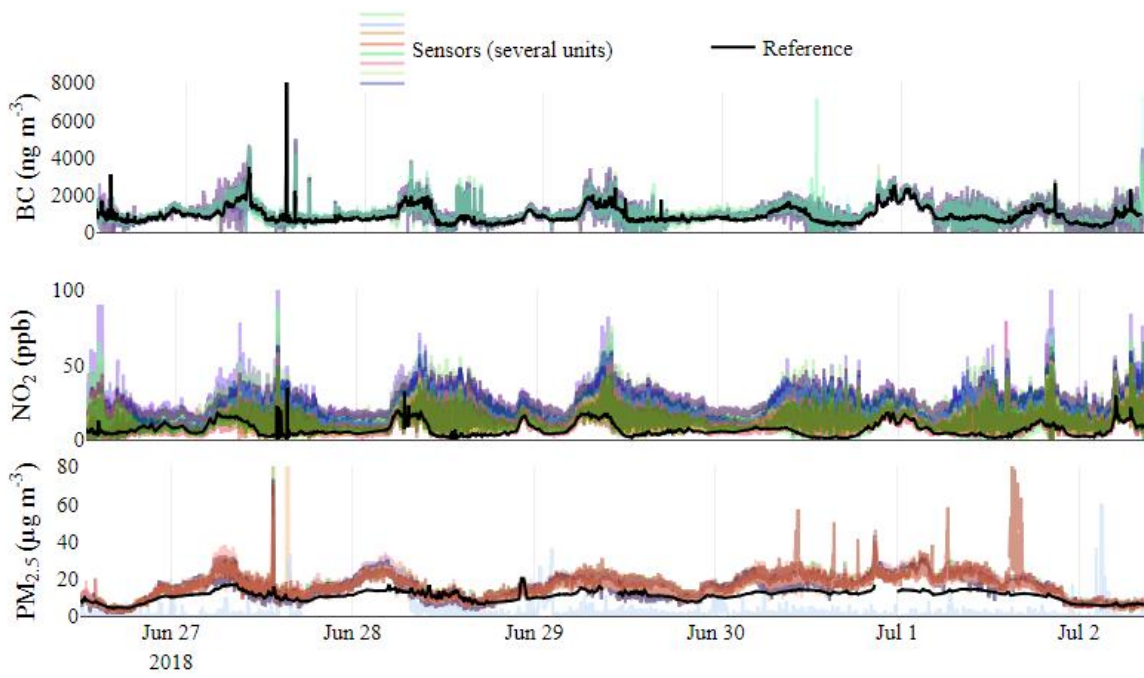 Sensors (several units)
Reference
BC (ng m-3)
8000
6000
4000
2000
0
NO2 (ppb)
100
50
0
PM2.5 (µg m-3)
80
60
40
20
0
Jun 27
2018
Jun 28
Jun 29
Jun 30
Jul 1
Jul 2